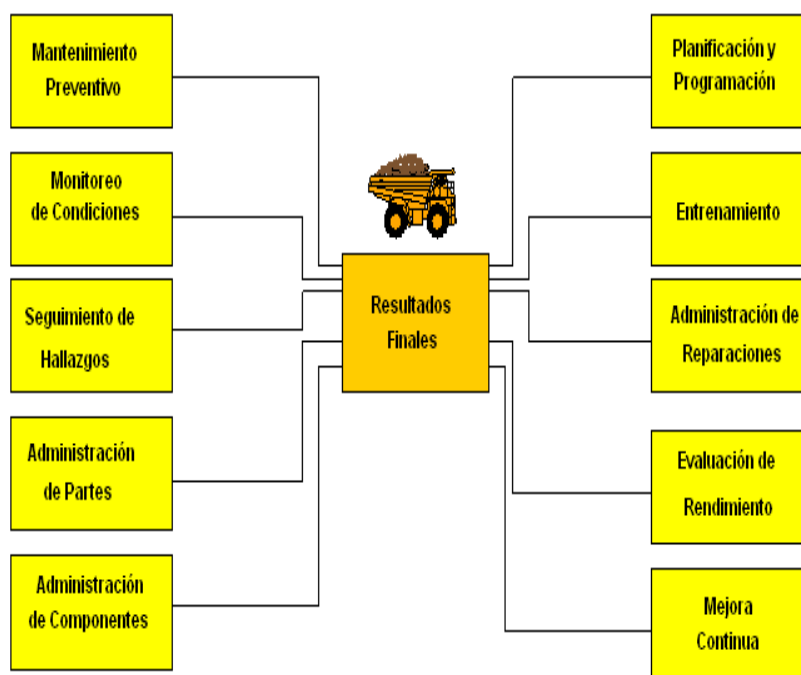 Mantenimiento
Preventivo
Monitoreo
de Condiciones
Seguimiento de
Hallazgos
Administración
de Partes
Administración
de Componentes
Resultados
Finales
Planificación y
Programación
Entrenamiento
Administración de
Reparaciones
Evaluación de
Rendimiento
Mejora
Continua